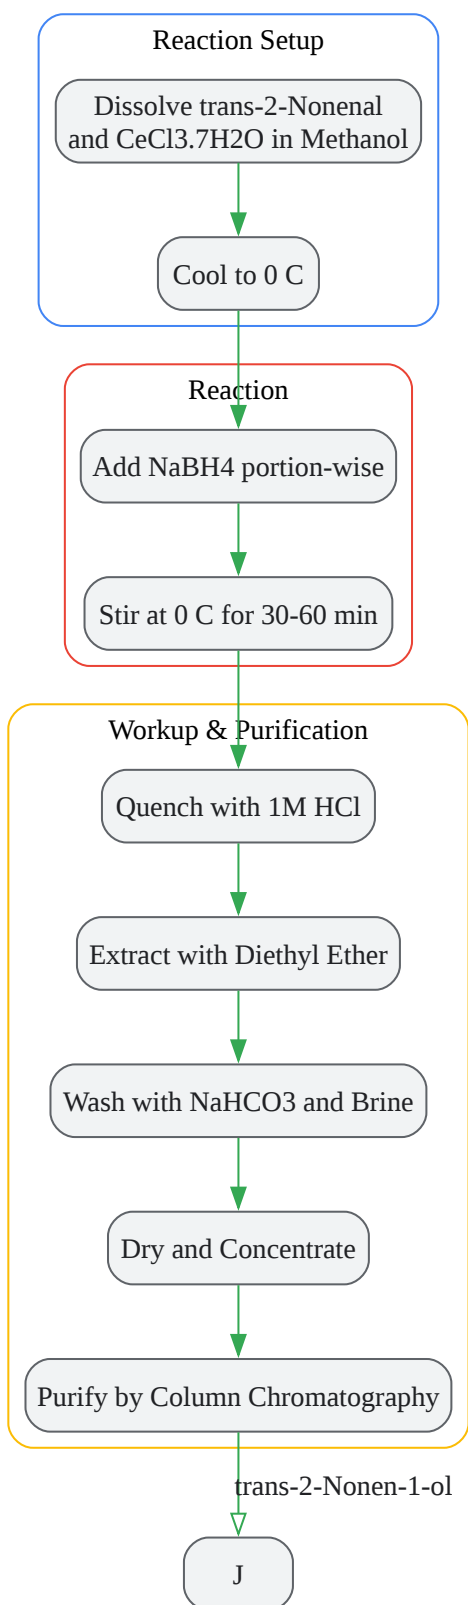 Reaction Setup
Dissolve trans-2-Nonenal
and CeCl3.7H2O in Methanol
Cool to 0 C
Reaction
Add NaBH4 portion-wise
Stir at 0 C for 30-60 min
Workup & Purification
Quench with 1M HCl
Extract with Diethyl Ether
Wash with NaHCO3 and Brine
Dry and Concentrate
Purify by Column Chromatography
trans-2-Nonen-1-ol
J